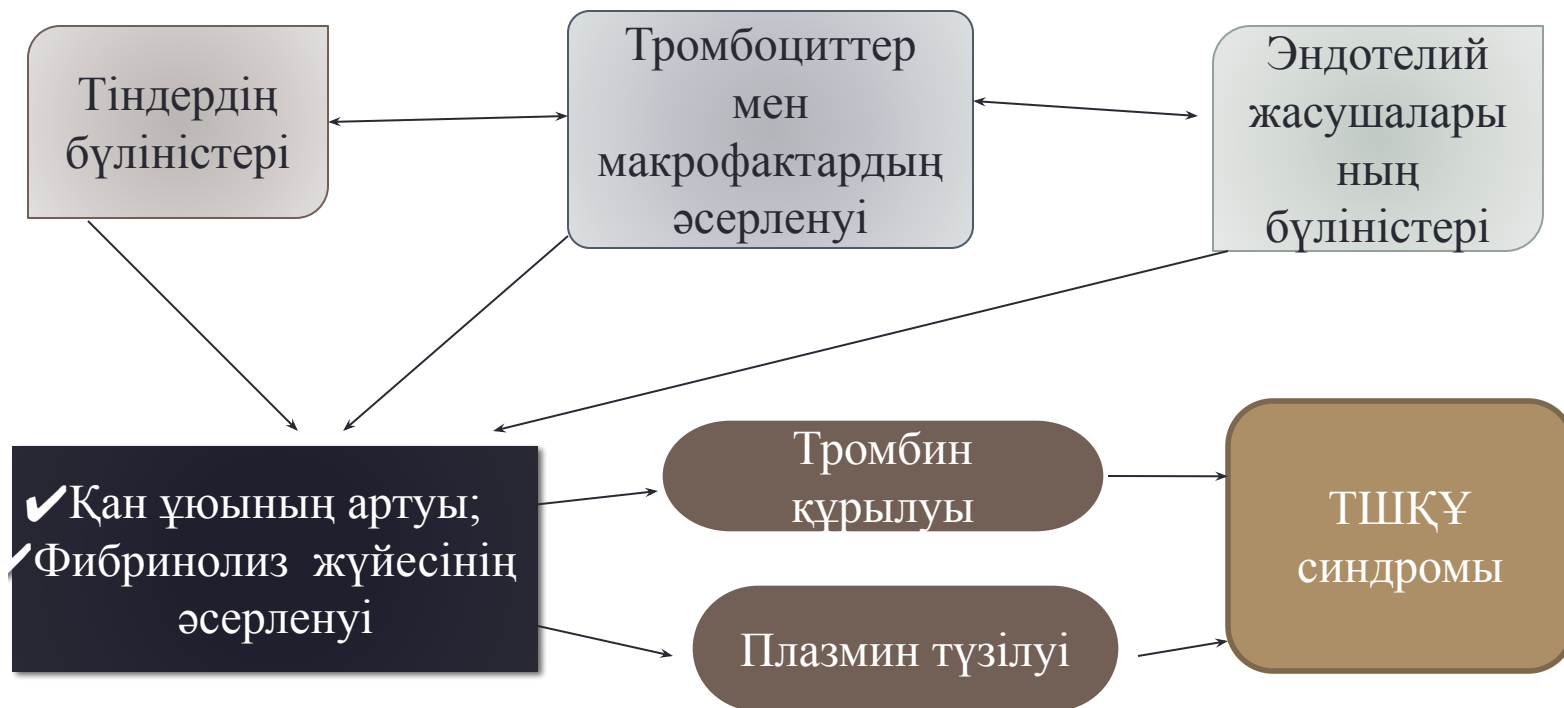 Тіндердің
бүліністері
Тромбоциттер
мен
макрофактардың
әсерленуі
Эндотелий
жасушалары
ның
бүліністері
✔Қан ұюының артуы;
✔Фибринолиз жүйесінің
әсерленуі
Тромбин
құрылуы
Плазмин түзілуі
ТШҚҰ
синдромы